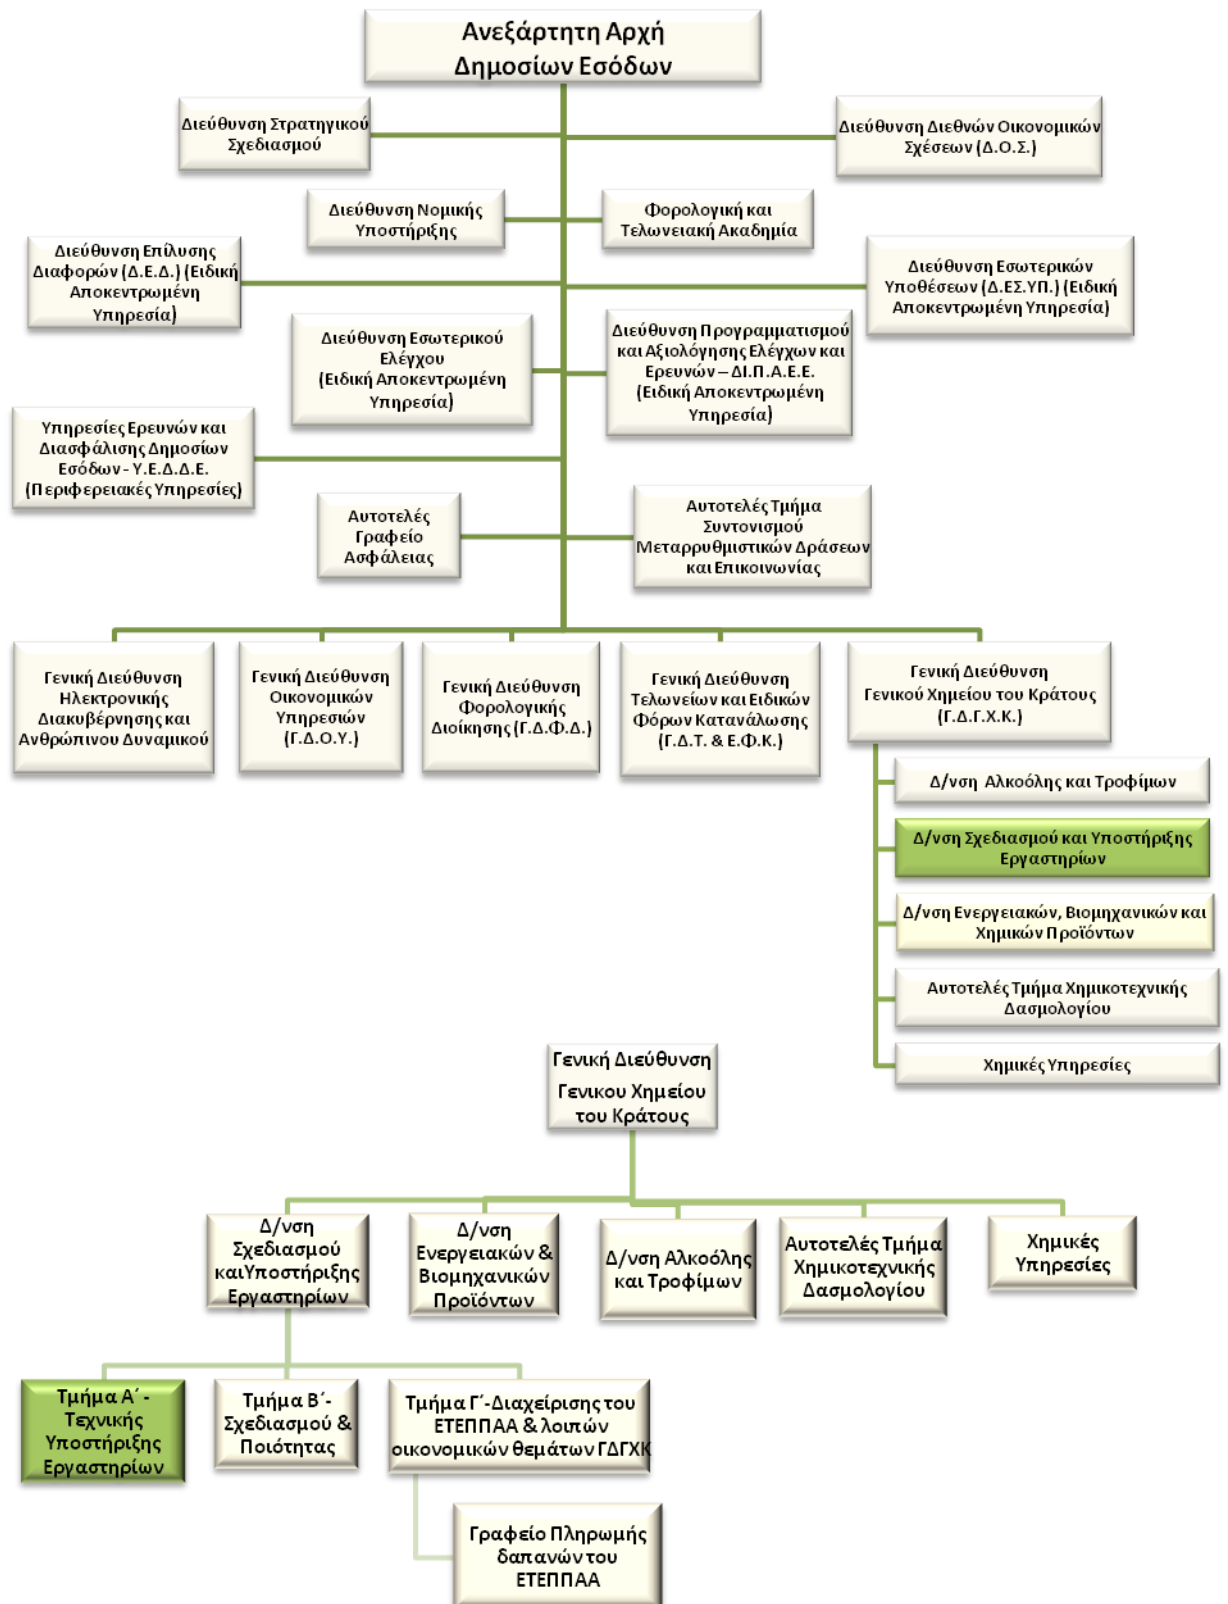 Ανεξάρτητη Αρχή
Δημοσίων Εσόδων
Διεύθυνση Στρατηγικού
Σχεδιασμού
Διεύθυνση Διεθνών Οικονομικών
Σχέσεων (Δ.Ο.Σ.)
Διεύθυνση Νομικής
Υποστήριξης
Φορολογική και
Τελωνειακή Ακαδημία
Διεύθυνση Επίλυσης
Διαφορών (Δ.Ε.Δ.) (Ειδική
Αποκεντρωμένη
Υπηρεσία)
Διεύθυνση Εσωτερικών
Υποθέσεων (Δ.ΕΣ.ΥΠ.) (Ειδική
Αποκεντρωμένη Υπηρεσία)
Διεύθυνση Εσωτερικού
Ελέγχου
(Ειδική Αποκεντρωμένη
Υπηρεσία)
Διεύθυνση Προγραμματισμού
και Αξιολόγησης Ελέγχων και
Ερευνών – ΔΙ.Π.Α.Ε.Ε.
(Ειδική Αποκεντρωμένη
Υπηρεσία)
Υπηρεσίες Ερευνών και
Διασφάλισης Δημοσίων
Εσόδων - Υ.Ε.Δ.Δ.Ε.
(Περιφερειακές Υπηρεσίες)
Αυτοτελές
Γραφείο
Ασφάλειας
Αυτοτελές Τμήμα
Συντονισμού
Μεταρρυθμιστικών Δράσεων
και Επικοινωνίας
Γενική Διεύθυνση
Ηλεκτρονικής
Διακυβέρνησης και
Ανθρώπινου Δυναμικού
Γενική Διεύθυνση
Οικονομικών
Υπηρεσιών
(Γ.Δ.Ο.Υ.)
Γενική Διεύθυνση
Φορολογικής
Διοίκησης (Γ.Δ.Φ.Δ.)
Γενική Διεύθυνση
Τελωνείων και Ειδικών
Φόρων Κατανάλωσης
(Γ.Δ.Τ. & Ε.Φ.Κ.)
Γενική Διεύθυνση
Γενικού Χημείου του Κράτους
(Γ.Δ.Γ.Χ.Κ.)
Δ/νση Αλκοόλης και Τροφίμων
Δ/νση Σχεδιασμού και Υποστήριξης
Εργαστηρίων
Δ/νση Ενεργειακών, Βιομηχανικών και
Χημικών Προϊόντων
Αυτοτελές Τμήμα Χημικοτεχνικής
Δασμολογίου
Χημικές Υπηρεσίες
Γενική Διεύθυνση
Γενικου Χημείου
του Κράτους
Δ/νση
Σχεδιασμού
καιΥποστήριξης
Εργαστηρίων
Δ/νση
Ενεργειακών &
Βιομηχανικών
Προϊόντων
Δ/νση Αλκοόλης
και Τροφίμων
Αυτοτελές Τμήμα
Χημικοτεχνικής
Δασμολογίου
Χημικές
Υπηρεσίες
Τμήμα Α΄-
Τεχνικής
Υποστήριξης
Εργαστηρίων
Τμήμα Β΄-
Σχεδιασμού &
Ποιότητας
Τμήμα Γ΄-Διαχείρισης του
ΕΤΕΠΠΑΑ & λοιπών
οικονομικών θεμάτων ΓΔΓΧΚ
Γραφείο Πληρωμής
δαπανών του
ΕΤΕΠΠΑΑ